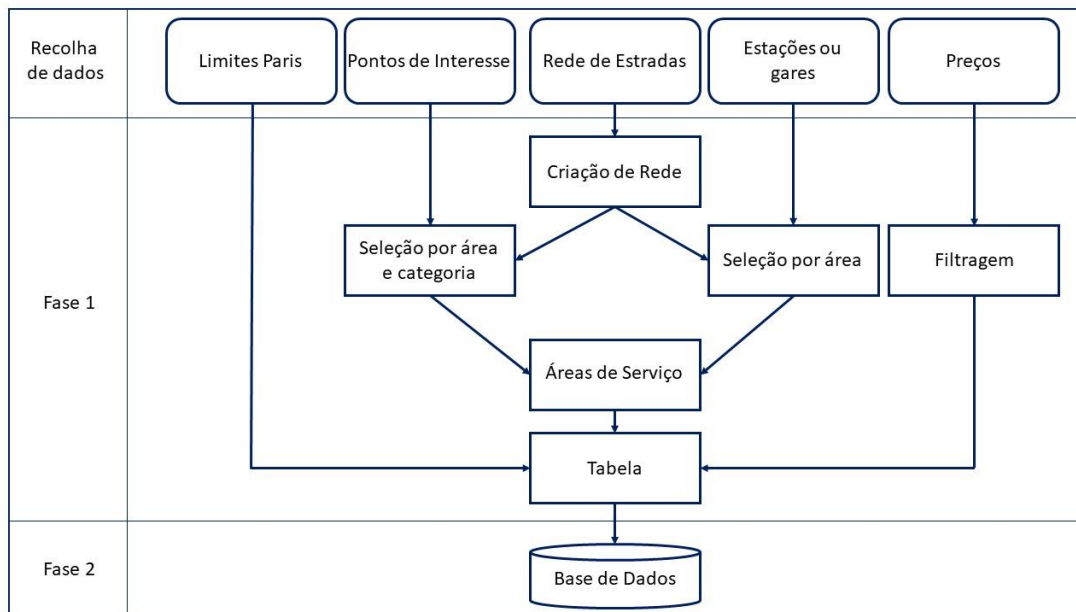 Recolha
de dados
Limites Paris
Pontos de Interesse
Rede de Estradas
Estações ou
gares
Preços
Fase 1
Criação de Rede
Seleção por área
e categoria
Seleção por área
Filtragem
Áreas de Serviço
Tabela
Fase 2
Base de Dados